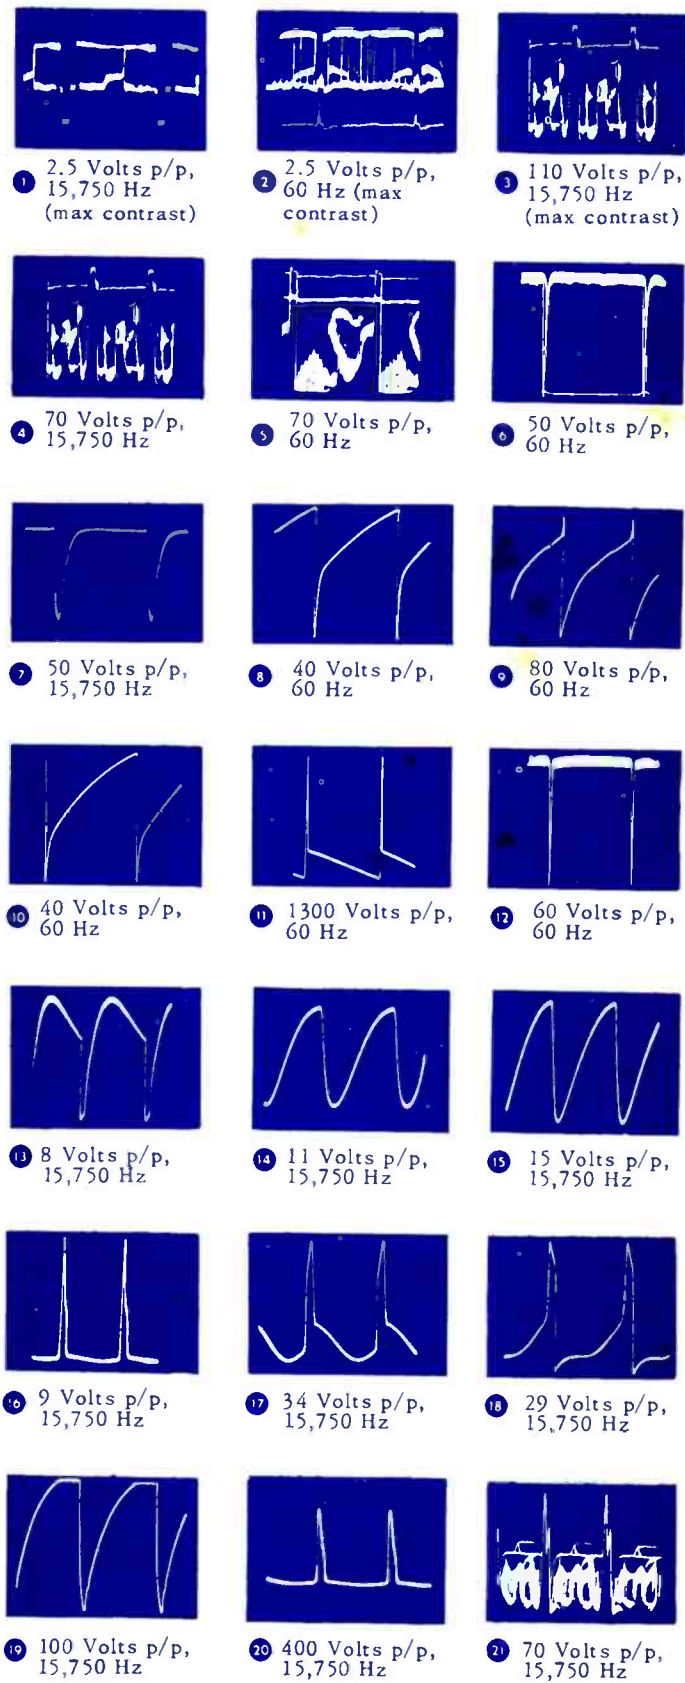 1 2.5 Volts p/p,
15,750 Hz
(max contrast)
2 2.5 Volts p/p,
60 Hz (max
contrast)
3 110 Volts p/p,
15,750 Hz
(max contrast)
4 70 Volts p/p,
15,750 Hz
5 70 Volts p/p,
60 Hz
6 50 Volts p/p,
60 Hz
7 50 Volts p/p,
15,750 Hz
8 40 Volts p/p,
60 Hz
9 80 Volts p/p,
60 Hz
10 40 Volts p/p,
60 Hz
11 1300 Volts p/p,
60 Hz
12 60 Volts p/p,
60 Hz
13 8 Volts p/p,
15,750 Hz
14 11 Volts p/p,
15,750 Hz
15 15 Volts p/p,
15,750 Hz
16 9 Volts p/p,
15,750 Hz
17 34 Volts p/p,
15,750 Hz
18 29 Volts p/p,
15,750 Hz
19 100 Volts p/p,
15,750 Hz
20 400 Volts p/p,
15,750 Hz
21 70 Volts p/p,
15,750 Hz